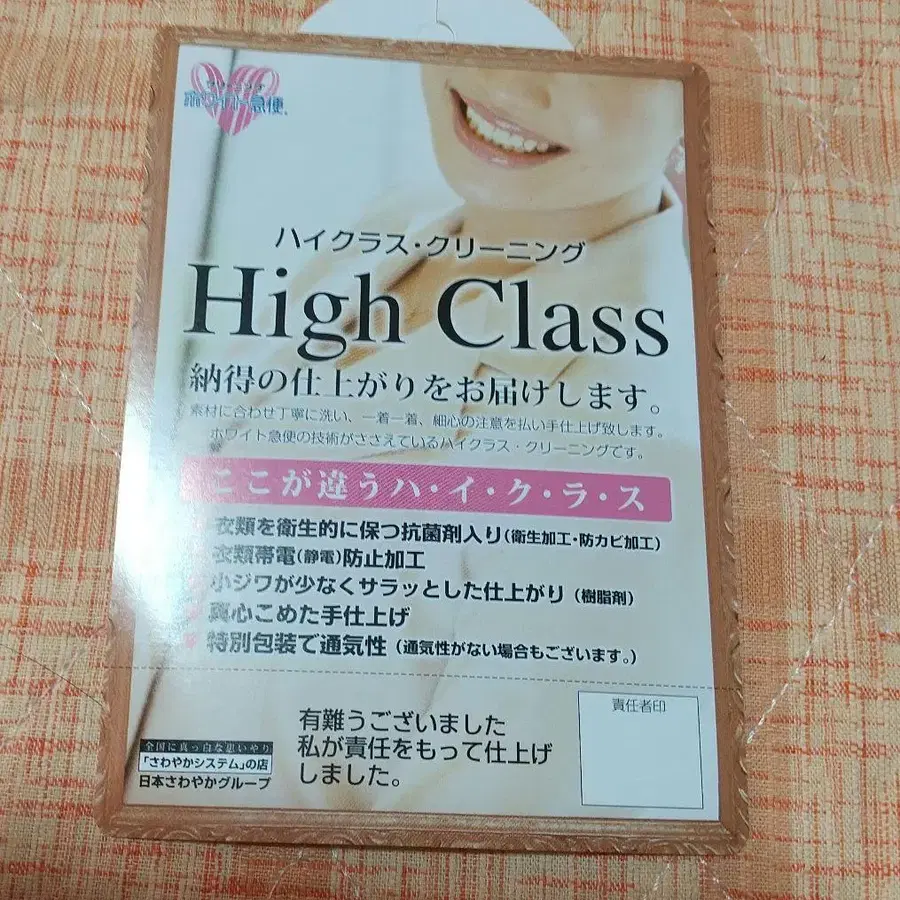 クリーニング
ホワイト急便
ハイクラス・クリーニング
High Class
納得の仕上がりをお届けします。
素材に合わせ丁寧に洗い、一着一着、細心の注意を払い手仕上げ致します。
ホワイト急便の技術がささえているハイクラス・クリーニングです。
ここが違うハ・イ・ク・ラ・ス
衣類を衛生的に保つ抗菌剤入り(衛生加工・防カビ加工)
衣類帯電(静電)防止加工
小ジワが少なくサラッとした仕上がり(樹脂剤)
真心こめた手仕上げ
特別包装で通気性(通気性がない場合もございます。)
責任者印
有難うございました
私が責任をもって仕上げ
しました。
全国に真っ白な思いやり
「さわやかシステム」の店
日本さわやかグループ